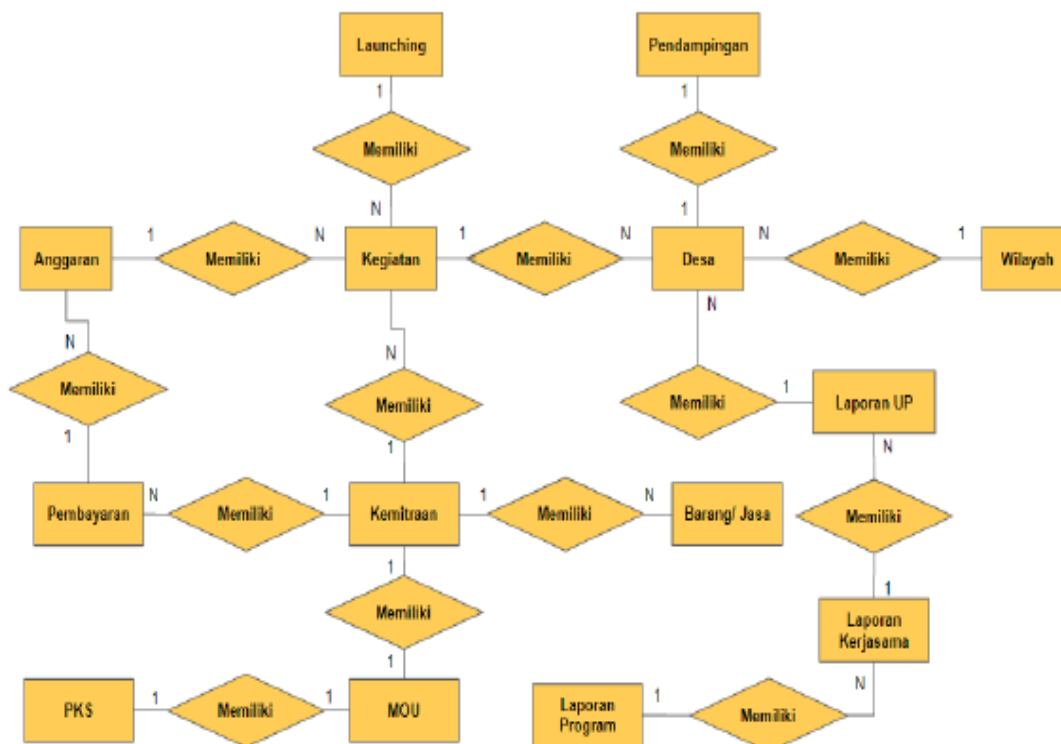 Launching
Pendampingan
1
1
Memiliki
Memiliki
N
1
Anggaran
1
Memiliki
N
Kegiatan
1
Memiliki
N
Desa
N
Memiliki
1
Wilayah
N
N
N
Memiliki
Memiliki
Memiliki
1
Laporan UP
1
1
N
Pembayaran
N
Memiliki
1
Kemitraan
1
Memiliki
N
Barang/ Jasa
Memiliki
1
1
Memiliki
Laporan
Kerjasama
1
N
PKS
1
Memiliki
1
MOU
Laporan
Program
1
Memiliki